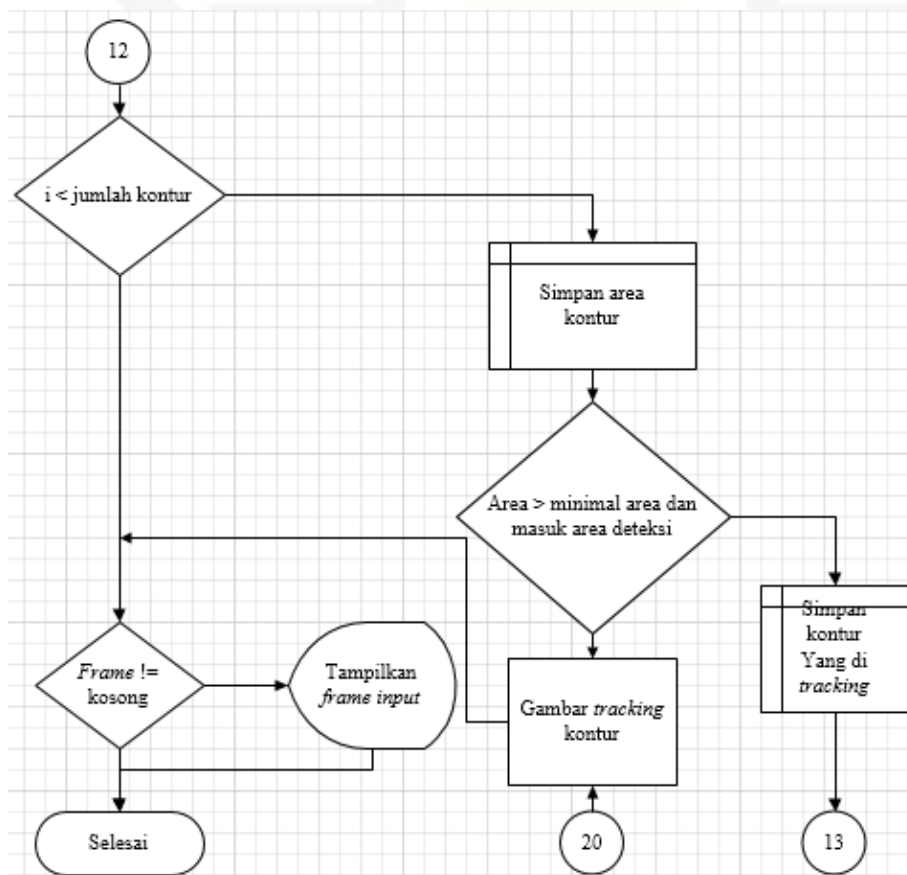 12
i < jumlah kontur
Simpan area
kontur
Area > minimal area dan
masuk area deteksi
Simpan
kontur
Yang di
tracking
Frame !=
kosong
Tampilkan
frame input
Gambar tracking
kontur
Selesai
20
13